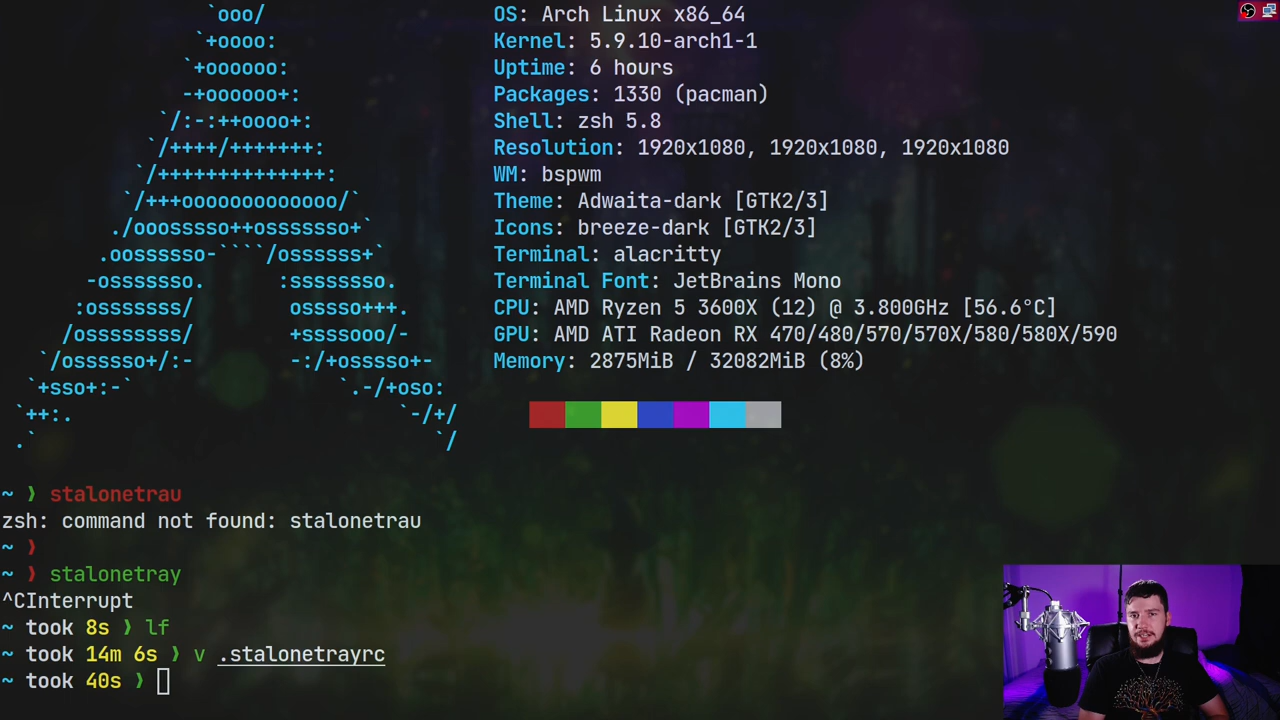 OS: Arch Linux x86_64
Kernel: 5.9.10-arch1-1
Uptime: 6 hours
Packages: 1330 (pacman)
Shell: zsh 5.8
Resolution: 1920x1080, 1920x1080, 1920x1080
WM: bspwm
Theme: Adwaita-dark [GTK2/3]
Icons: breeze-dark [GTK2/3]
Terminal: alacritty
Terminal Font: JetBrains Mono
CPU: AMD Ryzen 5 3600X (12) @ 3.800GHz [56.6°C]
GPU: AMD ATI Radeon RX 470/480/570/570X/580/580X/590
Memory: 2875MiB / 32082MiB (8%)
~ ❯ stalonetrau
zsh: command not found: stalonetrau
~ ❯
~ ❯ stalonetray
^CInterrupt
~ took 8s ❯ lf
~ took 14m 6s ❯ v .stalonetrayrc
~ took 40s ❯